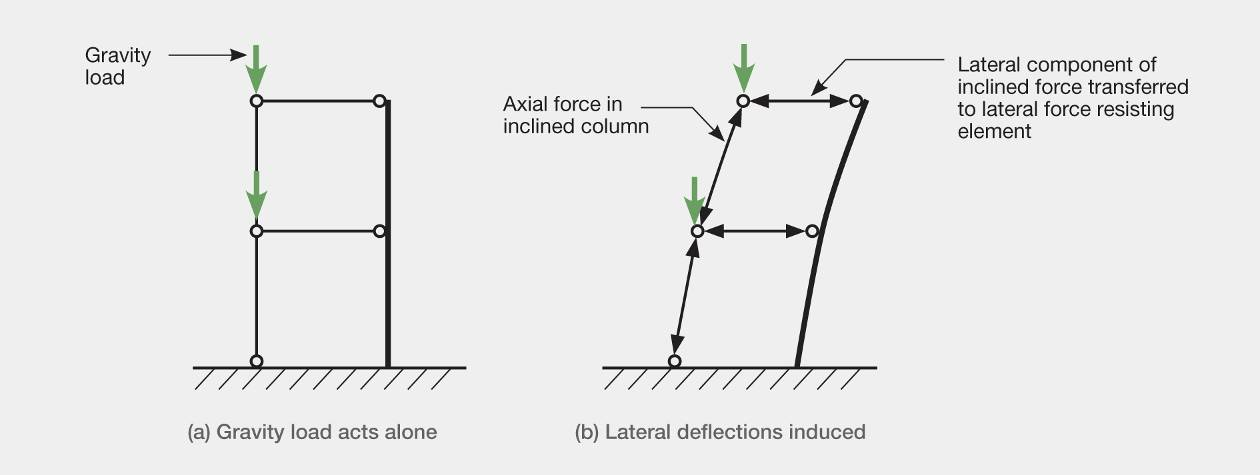 Gravity
load
Axial force in
inclined column
Lateral component of
inclined force transferred
to lateral force resisting
element
(a) Gravity load acts alone
(b) Lateral deflections induced